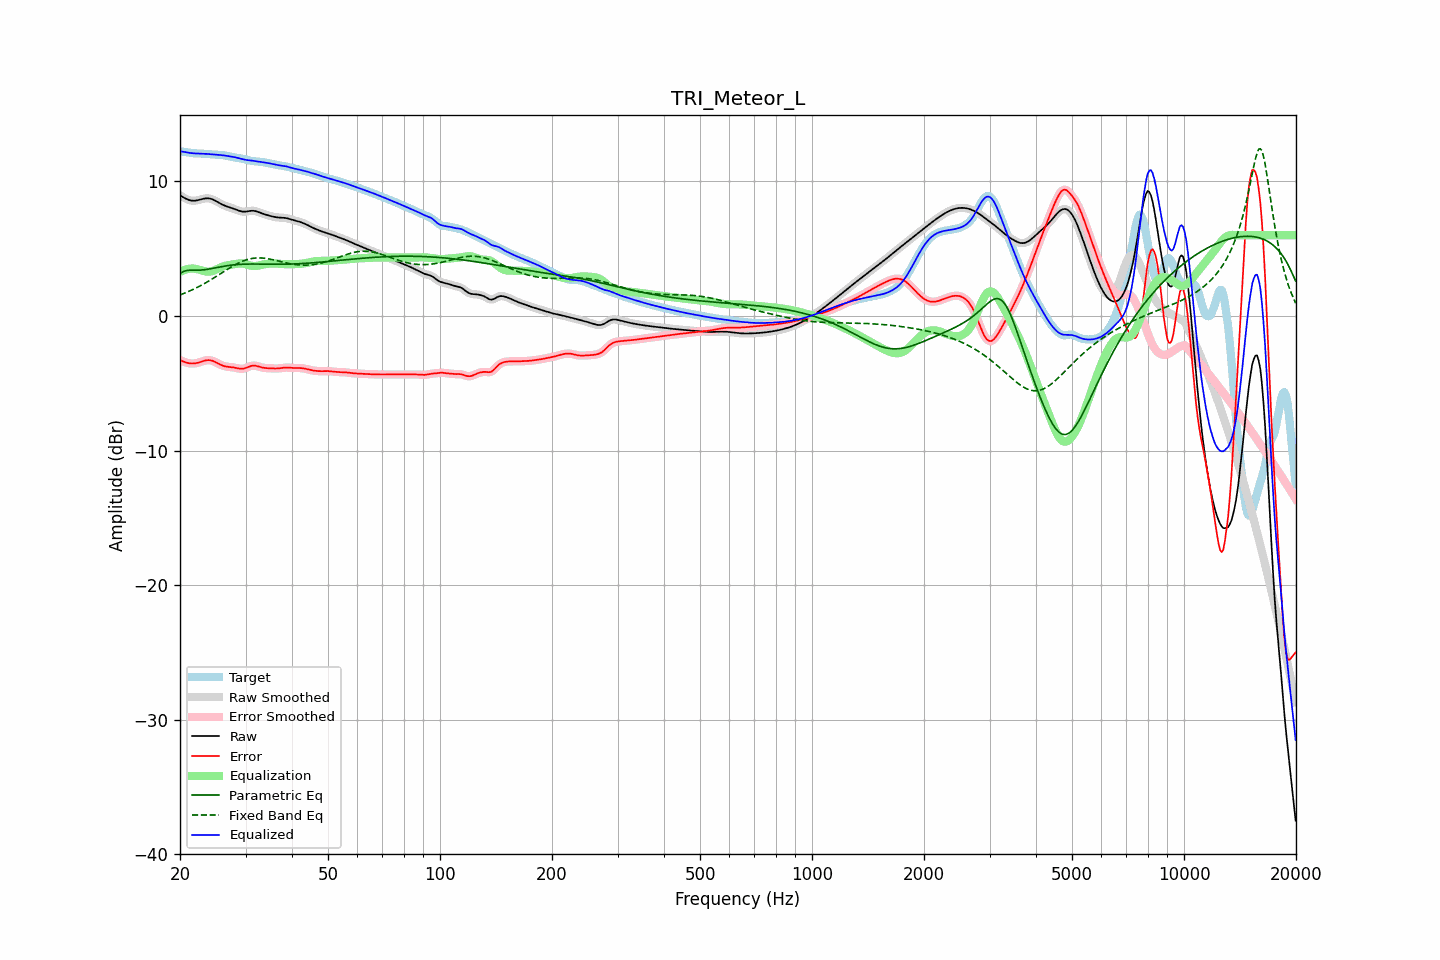 TRI_Meteor_L
Amplitude (dBr)
10
0
−10
−20
−30
−40
Target
Raw Smoothed
Error Smoothed
Raw
Error
Equalization
Parametric Eq
Fixed Band Eq
Equalized
20 50 100 200 500 1000 2000 5000 10000 20000
Frequency (Hz)